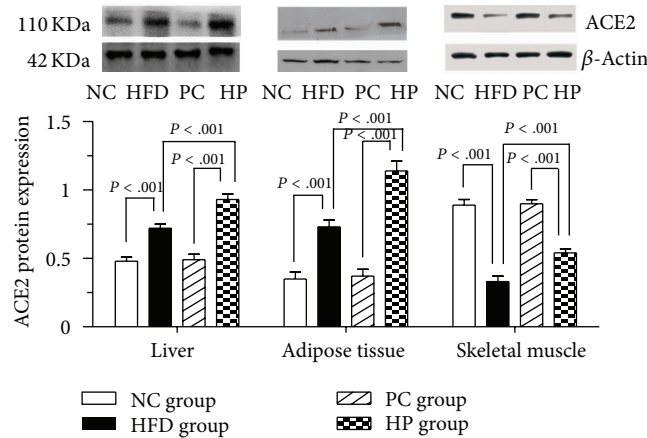 110 KDa
ACE2
42 KDa
β-Actin
NC HFD PC HP
NC HFD PC HP
NC HFD PC HP
ACE2 protein expression
1.5
1
0.5
0
P < .001
P < .001
P < .001
P < .001
P < .001
P < .001
P < .001
P < .001
P < .001
Liver
Adipose tissue
Skeletal muscle
NC group
PC group
HFD group
HP group